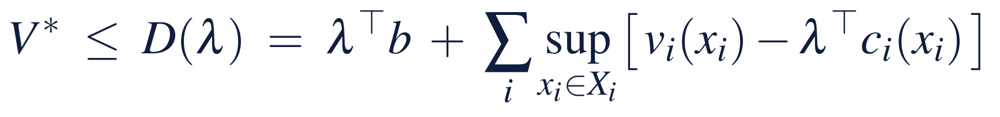 V* ≤ D(λ) = λ^⊤ b + ∑_i sup_{x_i∈X_i} [ v_i(x_i) − λ^⊤ c_i(x_i) ]